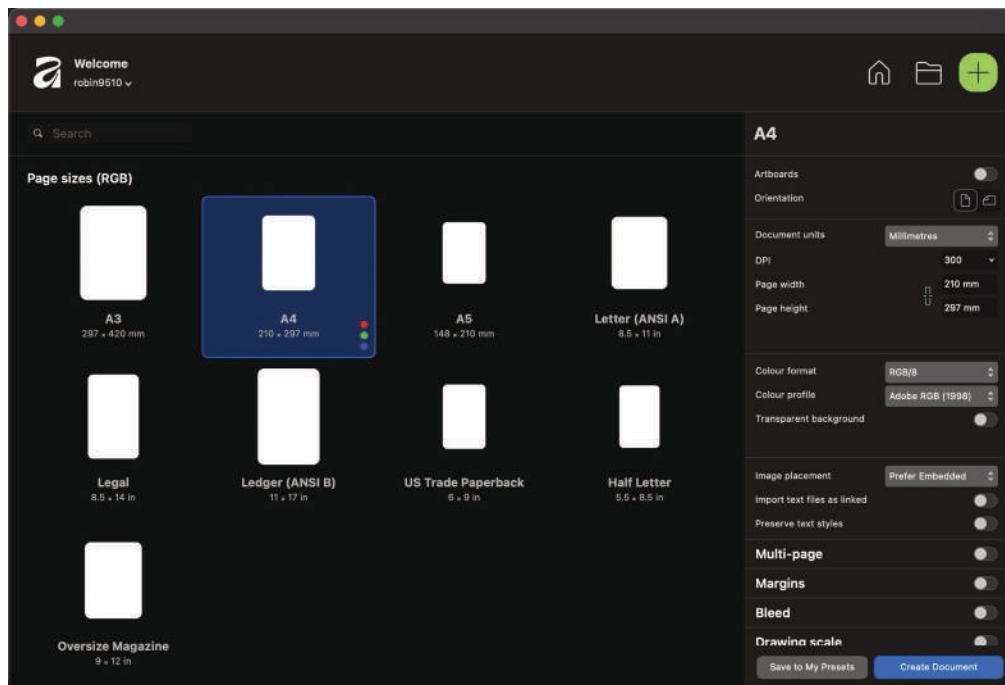 Welcome
robin9510
Search
A4
Page sizes (RGB)
A3
297 × 420 mm
A4
210 × 297 mm
A5
148 × 210 mm
Letter (ANSI A)
8.5 × 11 in
Legal
8.5 × 14 in
Ledger (ANSI B)
11 × 17 in
US Trade Paperback
6 × 9 in
Half Letter
5.5 × 8.5 in
Oversize Magazine
9 × 12 in
Artboards
Orientation
Document units Millimetres
DPI 300
Page width 210 mm
Page height 297 mm
Colour format RGB/8
Colour profile Adobe RGB (1998)
Transparent background
Image placement Prefer Embedded
Import text files as linked
Preserve text styles
Multi-page
Margins
Bleed
Drawing scale
Save to My Presets
Create Document